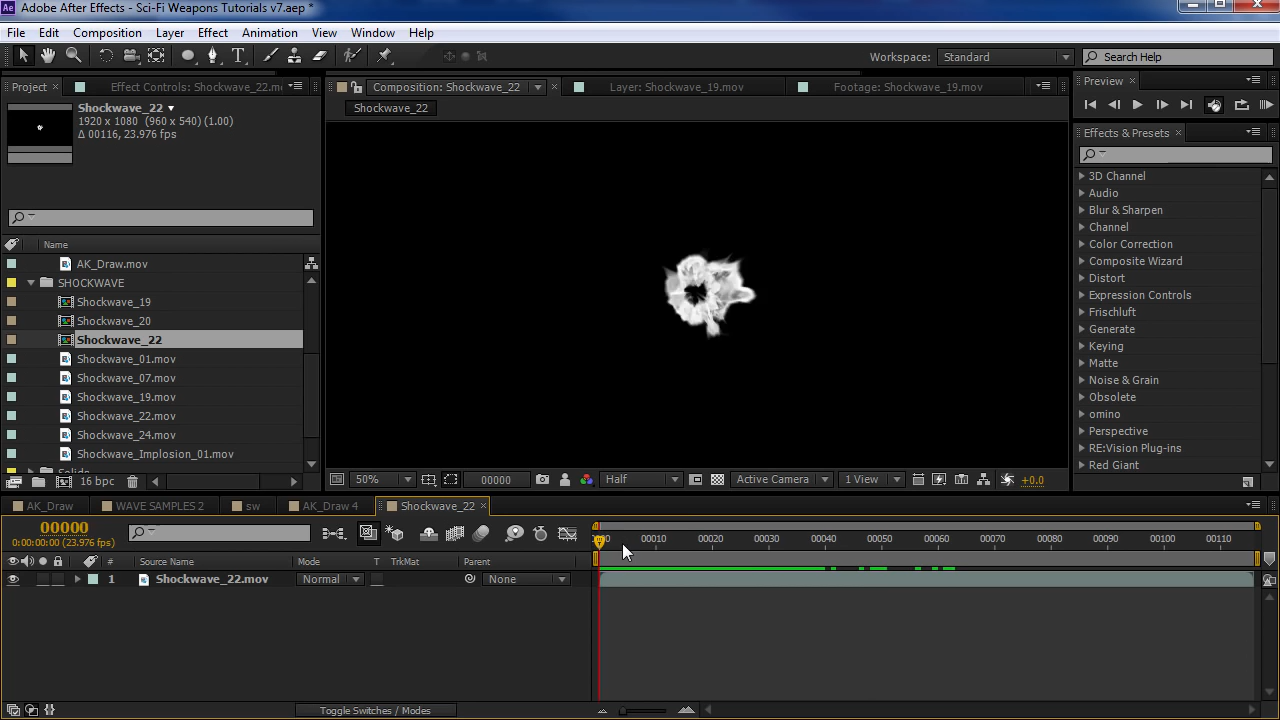 Ae Adobe After Effects - Sci-Fi Weapons Tutorials v7.aep *
File Edit Composition Layer Effect Animation View Window Help
Workspace: Standard Search Help
Project Effect Controls: Shockwave_22.m Composition: Shockwave_22 Layer: Shockwave_19.mov Footage: Shockwave_19.mov Preview
Shockwave_22
1920 x 1080 (960 x 540) (1.00)
Δ 00116, 23.976 fps
Shockwave_22
Effects & Presets
3D Channel
Audio
Blur & Sharpen
Channel
Color Correction
Composite Wizard
Distort
Expression Controls
Frischluft
Generate
Keying
Matte
Noise & Grain
Obsolete
omino
Perspective
RE:Vision Plug-ins
Red Giant
Name
AK_Draw.mov
SHOCKWAVE
Shockwave_19
Shockwave_20
Shockwave_22
Shockwave_01.mov
Shockwave_07.mov
Shockwave_19.mov
Shockwave_22.mov
Shockwave_24.mov
Shockwave_Implosion_01.mov
Solids
16 bpc
50% 00000 Half Active Camera 1 View +0.0
AK_Draw WAVE SAMPLES 2 sw AK_Draw 4 Shockwave_22
00000
0:00:00:00 (23.976 fps)
00010 00020 00030 00040 00050 00060 00070 00080 00090 00100 00110
# Source Name Mode T TrkMat Parent
1 Shockwave_22.mov Normal None
Toggle Switches / Modes